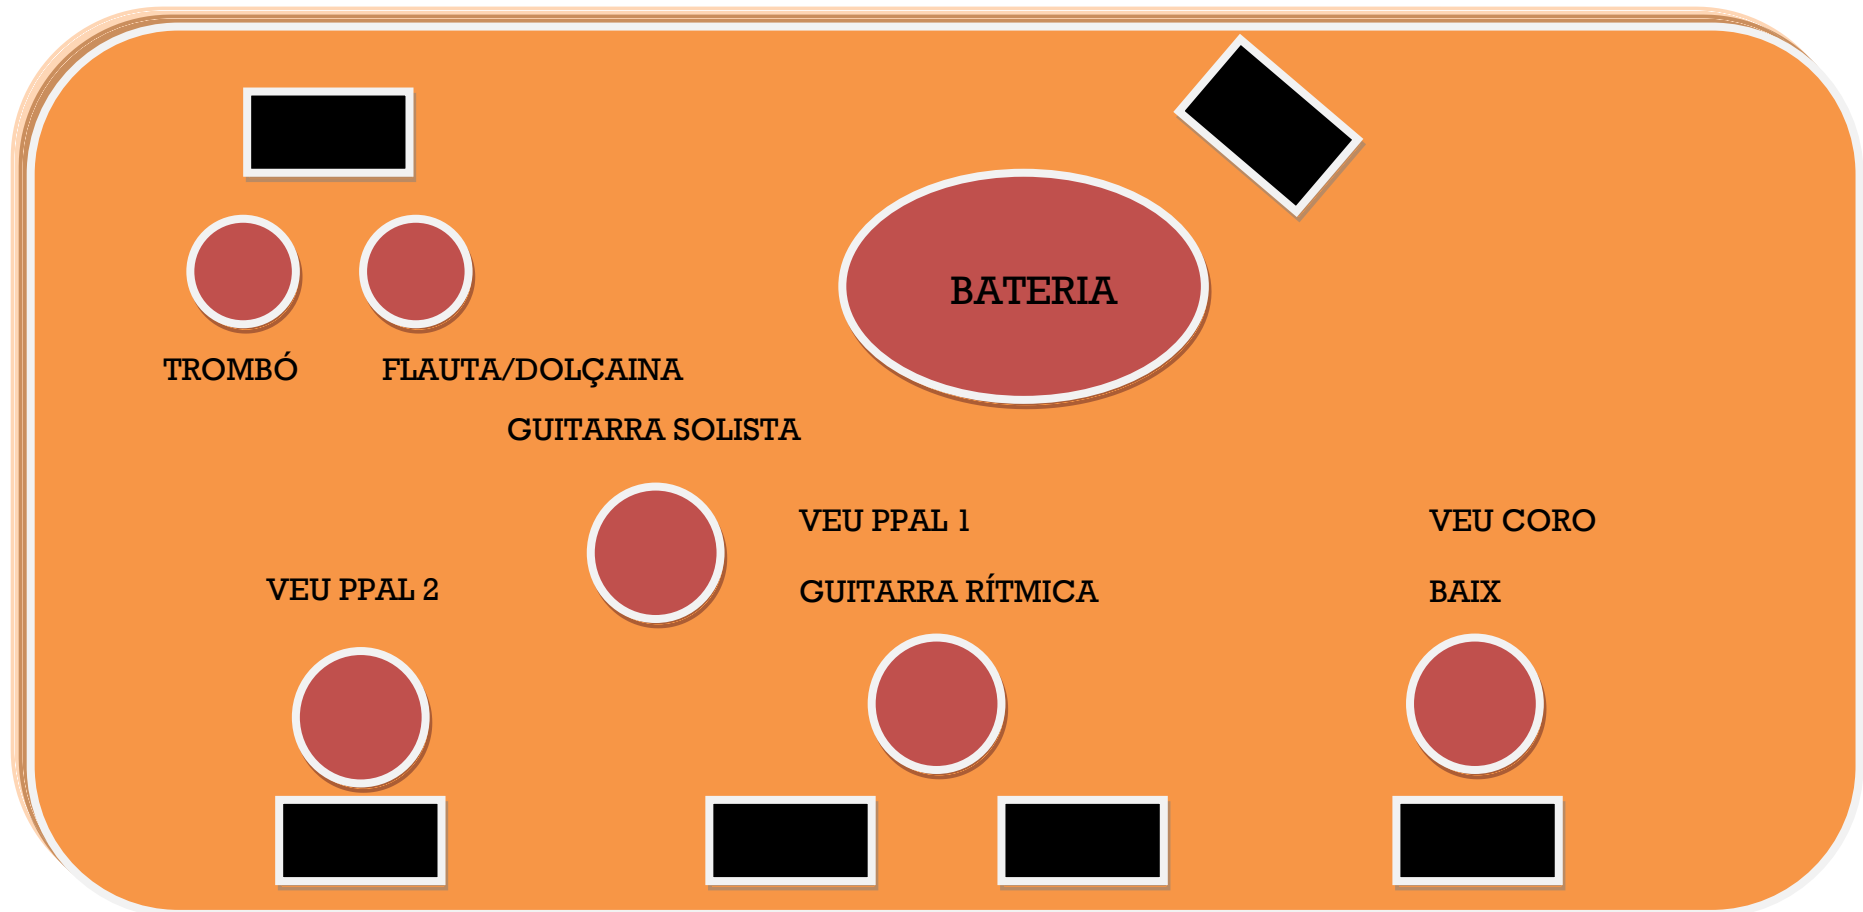 BATERIA
TROMBÓ
FLAUTA/DOLÇAINA
GUITARRA SOLISTA
VEU PPAL 1
VEU CORO
VEU PPAL 2
GUITARRA RÍTMICA
BAIX